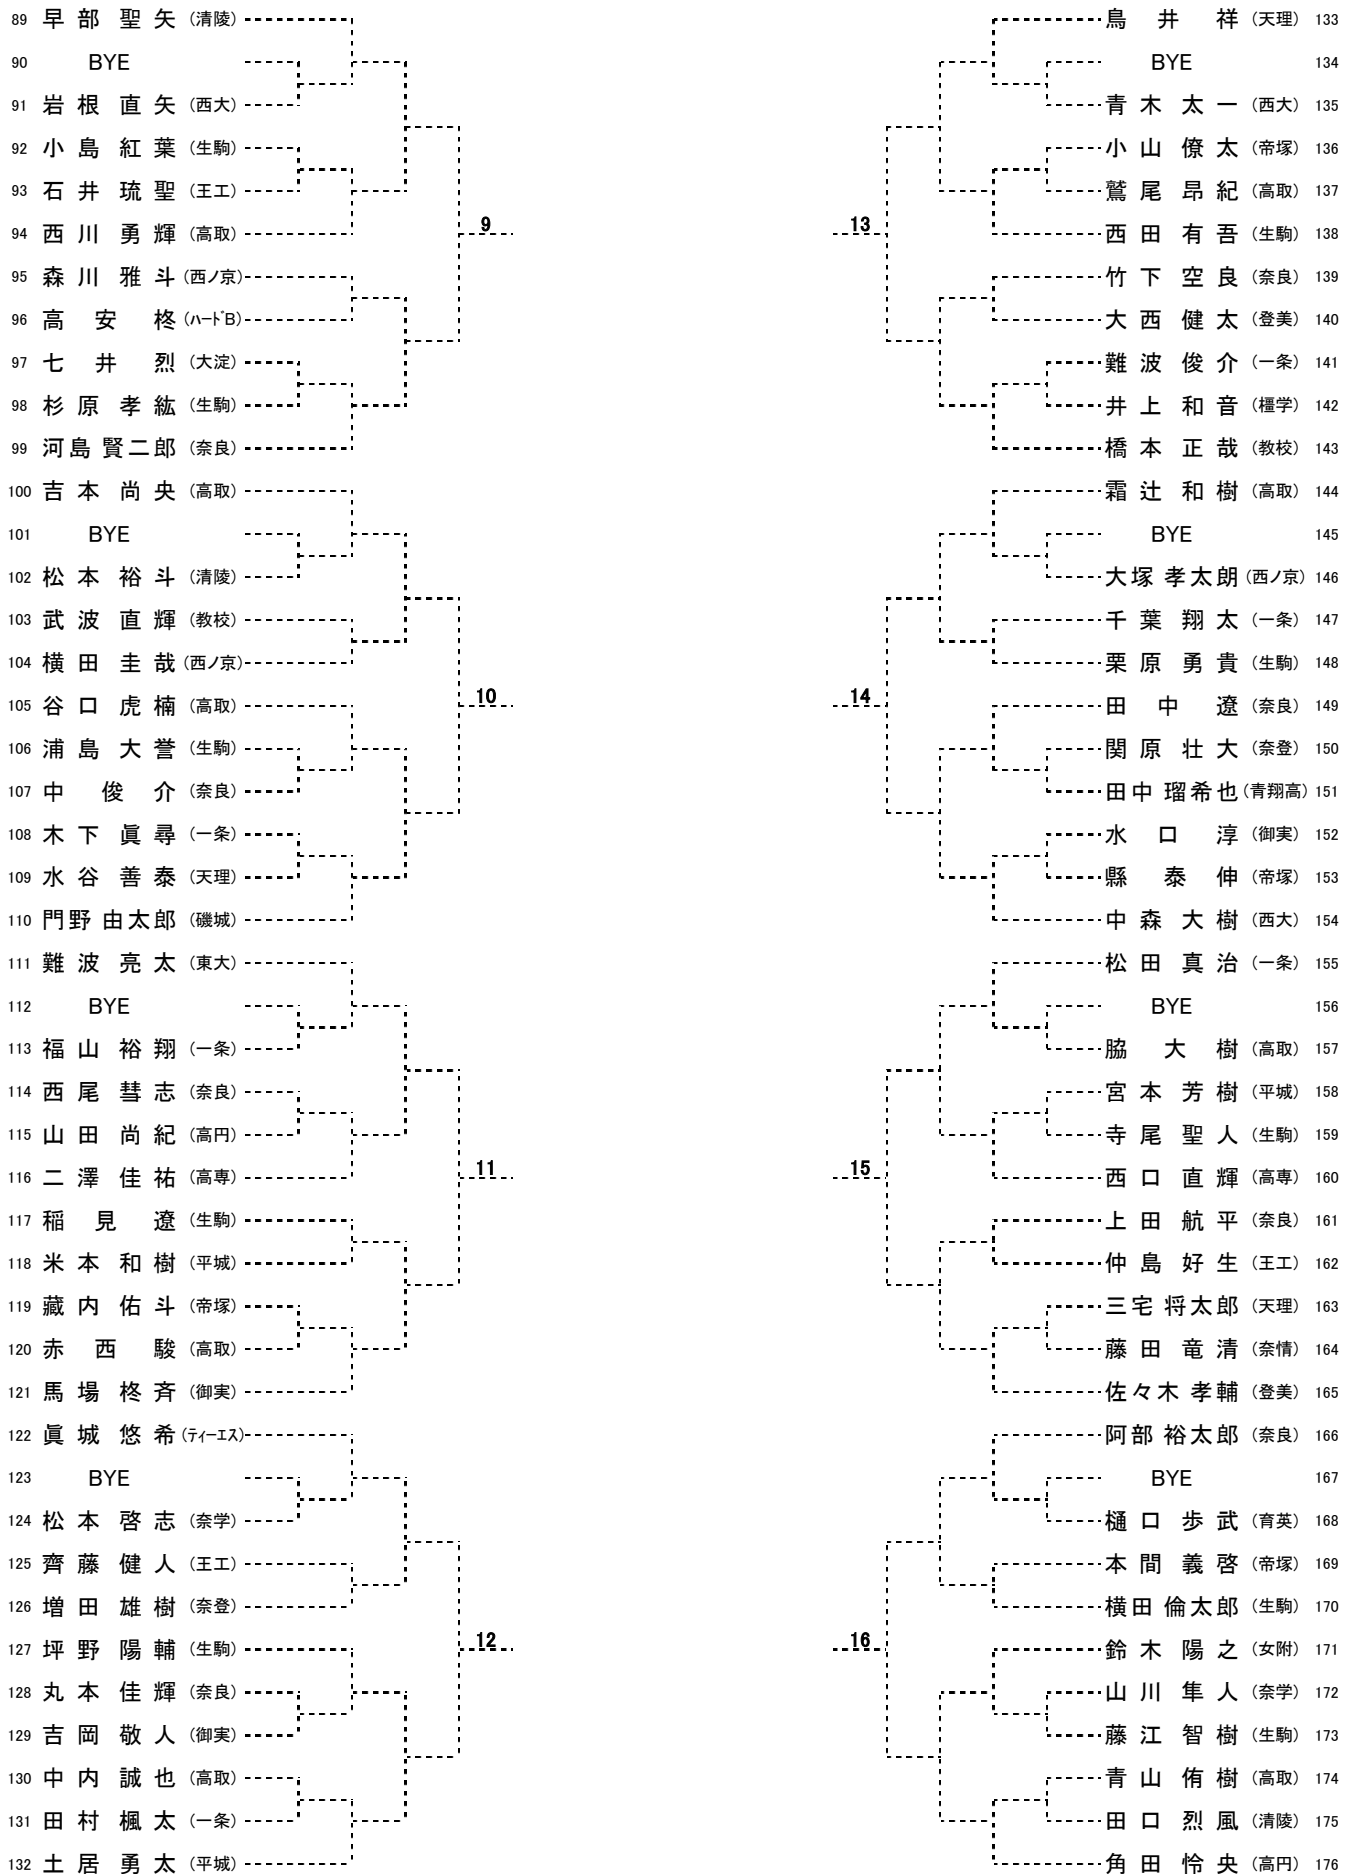 89 早部聖矢 (清陵)
90 BYE
91 岩根直矢 (西大)
92 小島紅葉 (生駒)
93 石井琉聖 (王工)
94 西川勇輝 (高取)
95 森川雅斗 (西ノ京)
96 高安柊 (ハードB)
97 七井烈 (大淀)
98 杉原孝紘 (生駒)
99 河島賢二郎 (奈良)
9
100 吉本尚央 (高取)
101 BYE
102 松本裕斗 (清陵)
103 武波直輝 (教校)
104 横田圭哉 (西ノ京)
105 谷口虎楠 (高取)
106 浦島大誉 (生駒)
107 中俊介 (奈良)
108 木下眞尋 (一条)
109 水谷善泰 (天理)
110 門野由太郎 (磯城)
10
111 難波亮太 (東大)
112 BYE
113 福山裕翔 (一条)
114 西尾彗志 (奈良)
115 山田尚紀 (高円)
116 二澤佳祐 (高専)
117 稲見遼 (生駒)
118 米本和樹 (平城)
119 藏内佑斗 (帝塚)
120 赤西駿 (高取)
121 馬場柊斉 (御実)
11
122 眞城悠希 (ティーエス)
123 BYE
124 松本啓志 (奈学)
125 齊藤健人 (王工)
126 増田雄樹 (奈登)
127 坪野陽輔 (生駒)
128 丸本佳輝 (奈良)
129 吉岡敬人 (御実)
130 中内誠也 (高取)
131 田村楓太 (一条)
132 土居勇太 (平城)
12
鳥井祥 (天理) 133
BYE 134
青木太一 (西大) 135
小山僚太 (帝塚) 136
鷲尾昂紀 (高取) 137
西田有吾 (生駒) 138
竹下空良 (奈良) 139
大西健太 (登美) 140
難波俊介 (一条) 141
井上和音 (橿学) 142
橋本正哉 (教校) 143
13
霜辻和樹 (高取) 144
BYE 145
大塚孝太朗 (西ノ京) 146
千葉翔太 (一条) 147
栗原勇貴 (生駒) 148
田中遼 (奈良) 149
関原壮大 (奈登) 150
田中瑠希也 (青翔高) 151
水口淳 (御実) 152
縣泰伸 (帝塚) 153
中森大樹 (西大) 154
14
松田真治 (一条) 155
BYE 156
脇大樹 (高取) 157
宮本芳樹 (平城) 158
寺尾聖人 (生駒) 159
西口直輝 (高専) 160
上田航平 (奈良) 161
仲島好生 (王工) 162
三宅将太郎 (天理) 163
藤田竜清 (奈情) 164
佐々木孝輔 (登美) 165
15
阿部裕太郎 (奈良) 166
BYE 167
樋口歩武 (育英) 168
本間義啓 (帝塚) 169
横田倫太郎 (生駒) 170
鈴木陽之 (女附) 171
山川隼人 (奈学) 172
藤江智樹 (生駒) 173
青山侑樹 (高取) 174
田口烈風 (清陵) 175
角田怜央 (高円) 176
16